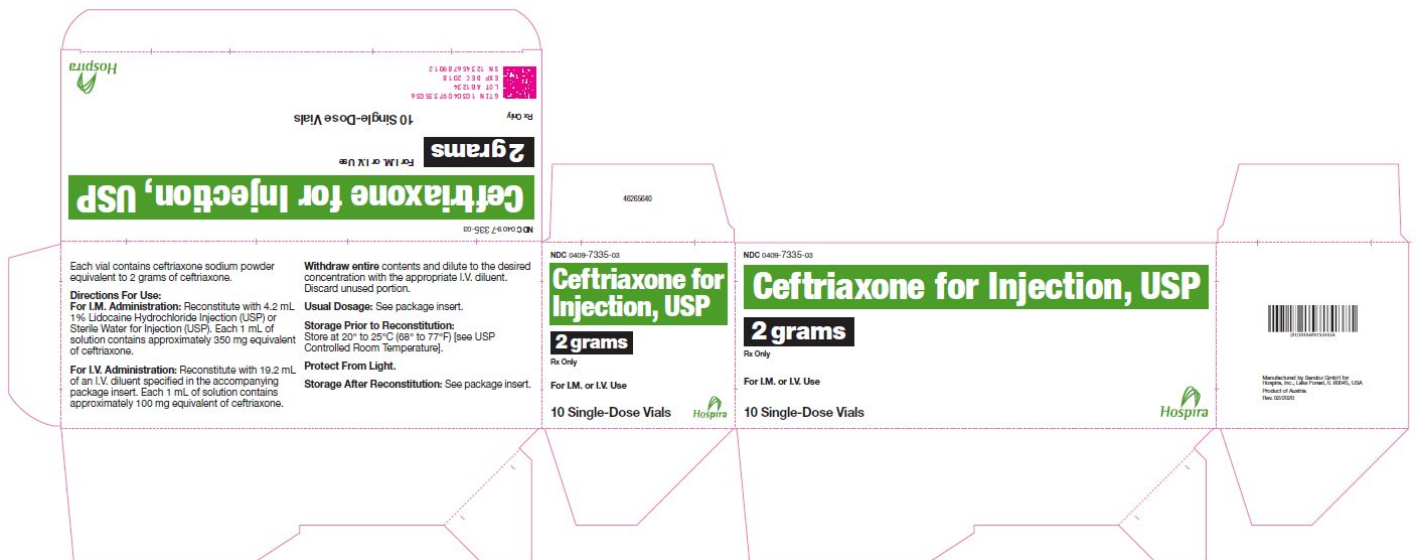 Hospira
GTIN 10304097335036
LOT AB1234
EXP DEC 2018
SN 123456789012
Rx Only
10 Single-Dose Vials
2 grams
For I.M. or I.V. Use
Ceftriaxone for Injection, USP
NDC 0409-7335-03
Each vial contains ceftriaxone sodium powder
equivalent to 2 grams of ceftriaxone.
Directions For Use:
For I.M. Administration: Reconstitute with 4.2 mL
1% Lidocaine Hydrochloride Injection (USP) or
Sterile Water for Injection (USP). Each 1 mL of
solution contains approximately 350 mg equivalent
of ceftriaxone.
For I.V. Administration: Reconstitute with 19.2 mL
of an I.V. diluent specified in the accompanying
package insert. Each 1 mL of solution contains
approximately 100 mg equivalent of ceftriaxone.
Withdraw entire contents and dilute to the desired
concentration with the appropriate I.V. diluent.
Discard unused portion.
Usual Dosage: See package insert.
Storage Prior to Reconstitution:
Store at 20° to 25°C (68° to 77°F) [see USP
Controlled Room Temperature].
Protect From Light.
Storage After Reconstitution: See package insert.
46265640
NDC 0409-7335-03
Ceftriaxone for
Injection, USP
2 grams
Rx Only
For I.M. or I.V. Use
10 Single-Dose Vials
Hospira
NDC 0409-7335-03
Ceftriaxone for Injection, USP
2 grams
Rx Only
For I.M. or I.V. Use
10 Single-Dose Vials
Hospira
Manufactured by Sandoz GmbH for
Hospira, Inc., Lake Forest, IL 60045, USA
Product of Austria
Rev. 02/2020